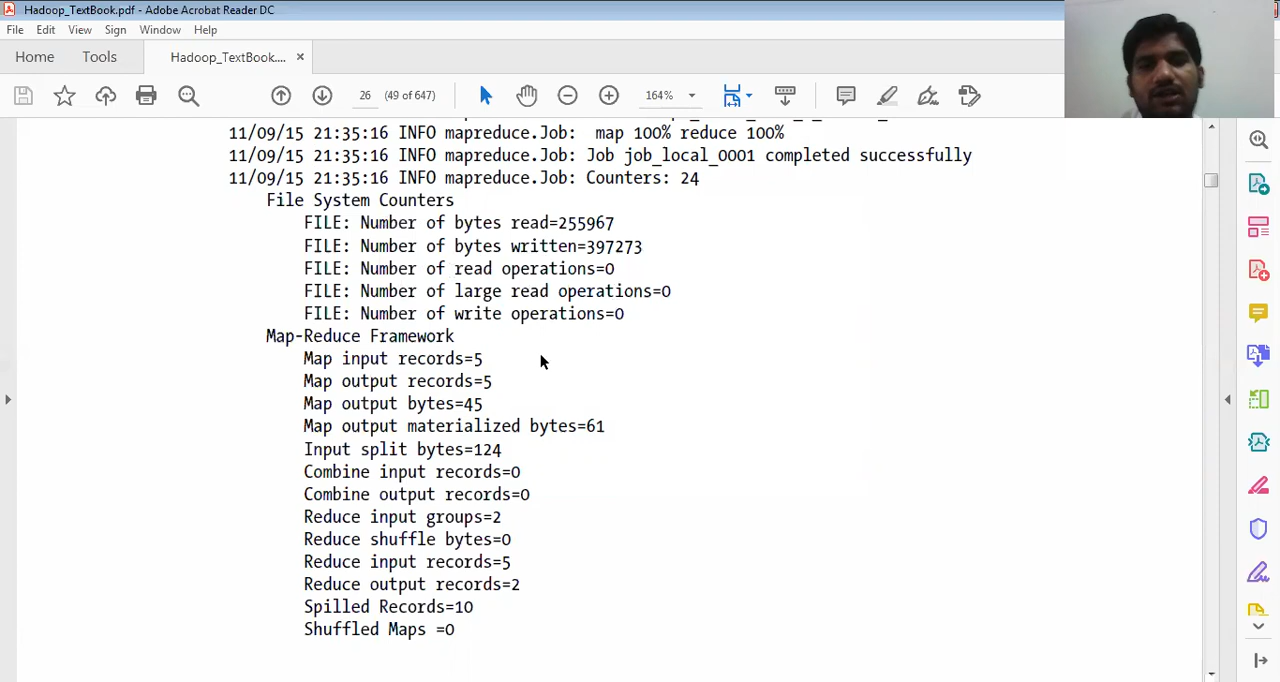 Hadoop_TextBook.pdf - Adobe Acrobat Reader DC
File Edit View Sign Window Help
Home Tools Hadoop_TextBook.... ×
26 (49 of 647) 164%
11/09/15 21:35:16 INFO mapreduce.Job:  map 100% reduce 100%
11/09/15 21:35:16 INFO mapreduce.Job: Job job_local_0001 completed successfully
11/09/15 21:35:16 INFO mapreduce.Job: Counters: 24
File System Counters
FILE: Number of bytes read=255967
FILE: Number of bytes written=397273
FILE: Number of read operations=0
FILE: Number of large read operations=0
FILE: Number of write operations=0
Map-Reduce Framework
Map input records=5
Map output records=5
Map output bytes=45
Map output materialized bytes=61
Input split bytes=124
Combine input records=0
Combine output records=0
Reduce input groups=2
Reduce shuffle bytes=0
Reduce input records=5
Reduce output records=2
Spilled Records=10
Shuffled Maps =0